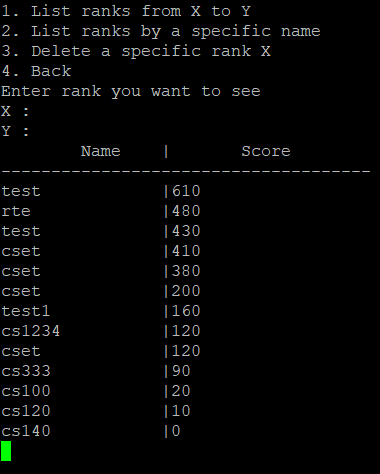 1. List ranks from X to Y
2. List ranks by a specific name
3. Delete a specific rank X
4. Back
Enter rank you want to see
X :
Y :
Name | Score
-------------------------------------
test |610
rte |480
test |430
cset |410
cset |380
cset |200
test1 |160
cs1234 |120
cset |120
cs333 |90
cs100 |20
cs120 |10
cs140 |0